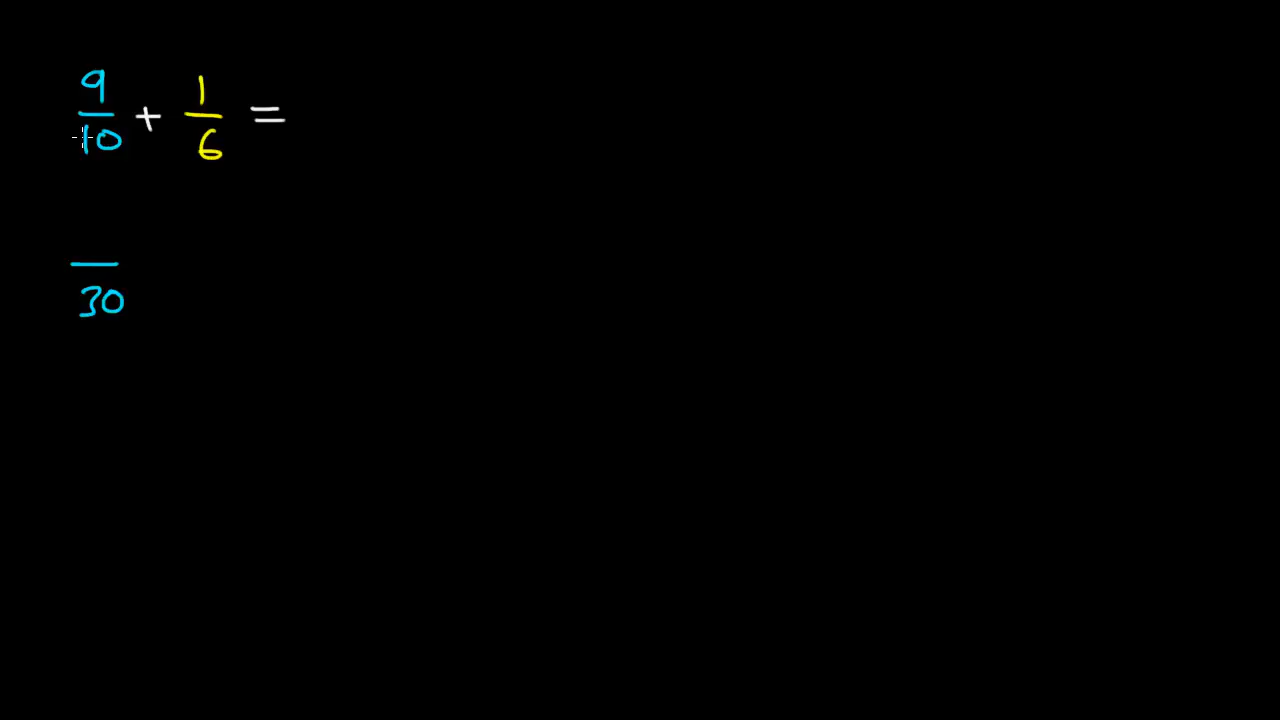 9/10 + 1/6 =
/30